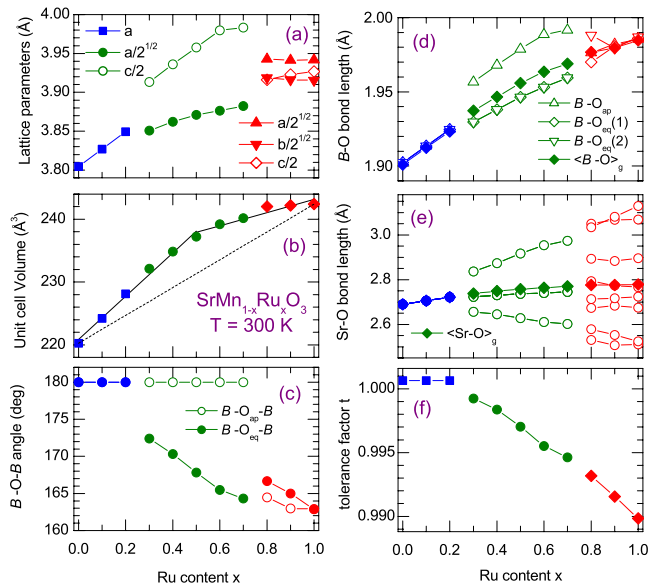 Lattice parameters (Å)
4.00
3.95
3.90
3.85
3.80
a
a/2^1/2
c/2
(a)
a/2^1/2
b/2^1/2
c/2
Unit cell Volume (Å^3)
240
230
220
(b)
SrMn1-xRuxO3
T = 300 K
B-O-B angle (deg)
180
175
170
165
160
(c)
B-Oap-B
B-Oeq-B
0.0 0.2 0.4 0.6 0.8 1.0
Ru content x
B-O bond length (Å)
2.00
1.95
1.90
(d)
B-Oap
B-Oeq(1)
B-Oeq(2)
<B-O>g
Sr-O bond length (Å)
3.0
2.8
2.6
(e)
<Sr-O>g
tolerance factor t
1.000
0.995
0.990
(f)
0.0 0.2 0.4 0.6 0.8 1.0
Ru content x